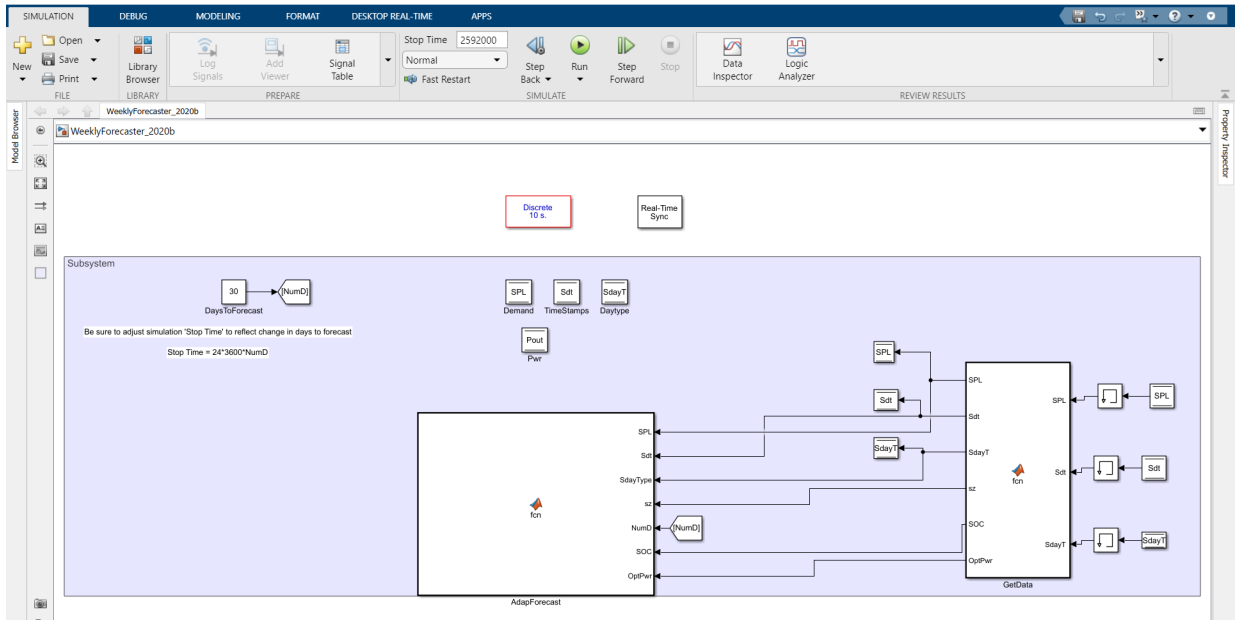 SIMULATION DEBUG MODELING FORMAT DESKTOP REAL-TIME APPS
New
Open
Save
Print
FILE
Library
Browser
LIBRARY
Log
Signals
Add
Viewer
Signal
Table
PREPARE
Stop Time 2592000
Normal
Fast Restart
Step
Back
Run
Step
Forward
Stop
SIMULATE
Data
Inspector
Logic
Analyzer
REVIEW RESULTS
Model Browser
WeeklyForecaster_2020b
WeeklyForecaster_2020b
Property Inspector
Discrete
10 s.
Real-Time
Sync
Subsystem
30
[NumD]
DaysToForecast
Be sure to adjust simulation 'Stop Time' to reflect change in days to forecast
Stop Time = 24*3600*NumD
SPL
Demand
Sdt
TimeStamps
SdayT
Daytype
Pout
Pwr
SPL
Sdt
SdayT
SPL
Sdt
SdayType
sz
NumD
SOC
OptPwr
fcn
AdapForecast
[NumD]
SPL
Sdt
SdayT
sz
SOC
OptPwr
fcn
SPL
Sdt
SdayT
GetData
SPL
Sdt
SdayT